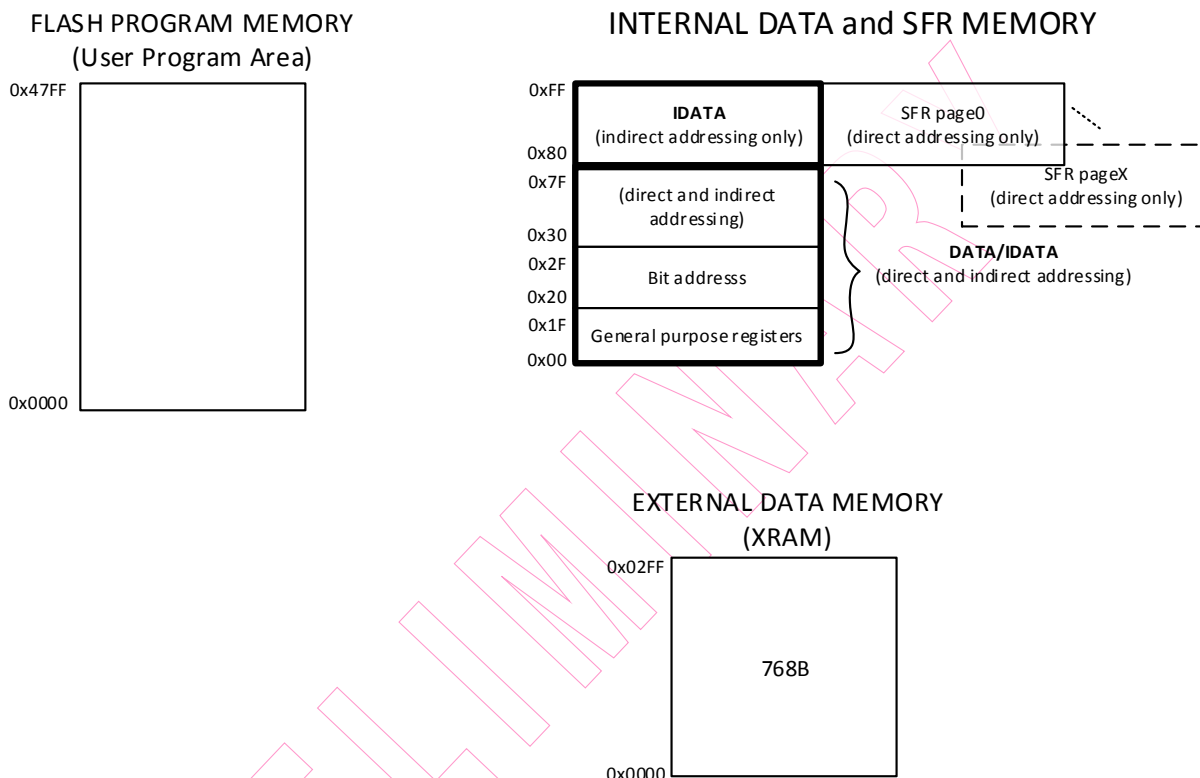 FLASH PROGRAM MEMORY
(User Program Area)
0x47FF
0x0000
INTERNAL DATA and SFR MEMORY
0xFF
IDATA
(indirect addressing only)
0x80
SFR page0
(direct addressing only)
SFR pageX
(direct addressing only)
0x7F
(direct and indirect
addressing)
0x30
0x2F
Bit addresss
0x20
0x1F
General purpose registers
0x00
DATA/IDATA
(direct and indirect addressing)
EXTERNAL DATA MEMORY
(XRAM)
0x02FF
768B
0x0000
LIMINARY